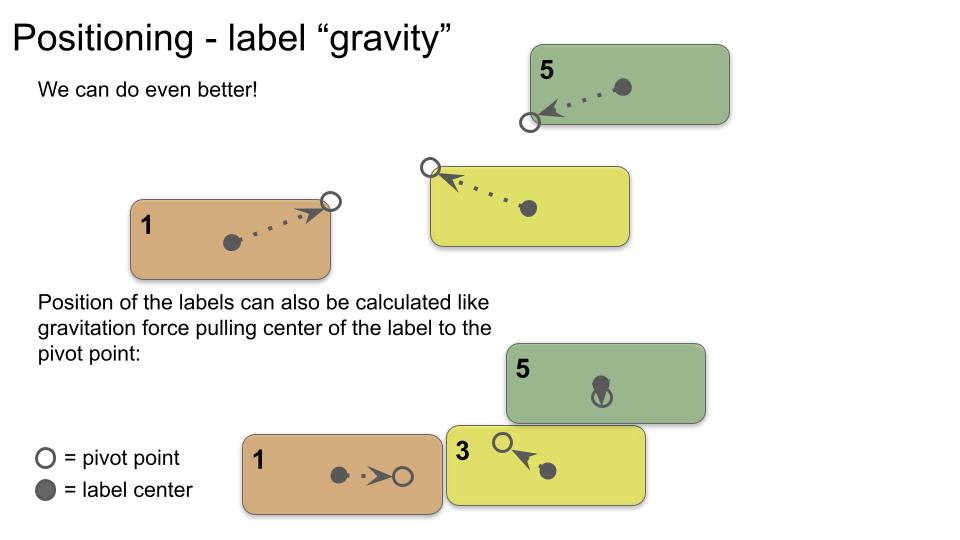 Positioning - label “gravity”
We can do even better!
5
1
Position of the labels can also be calculated like
gravitation force pulling center of the label to the
pivot point:
5
3
1
= pivot point
= label center